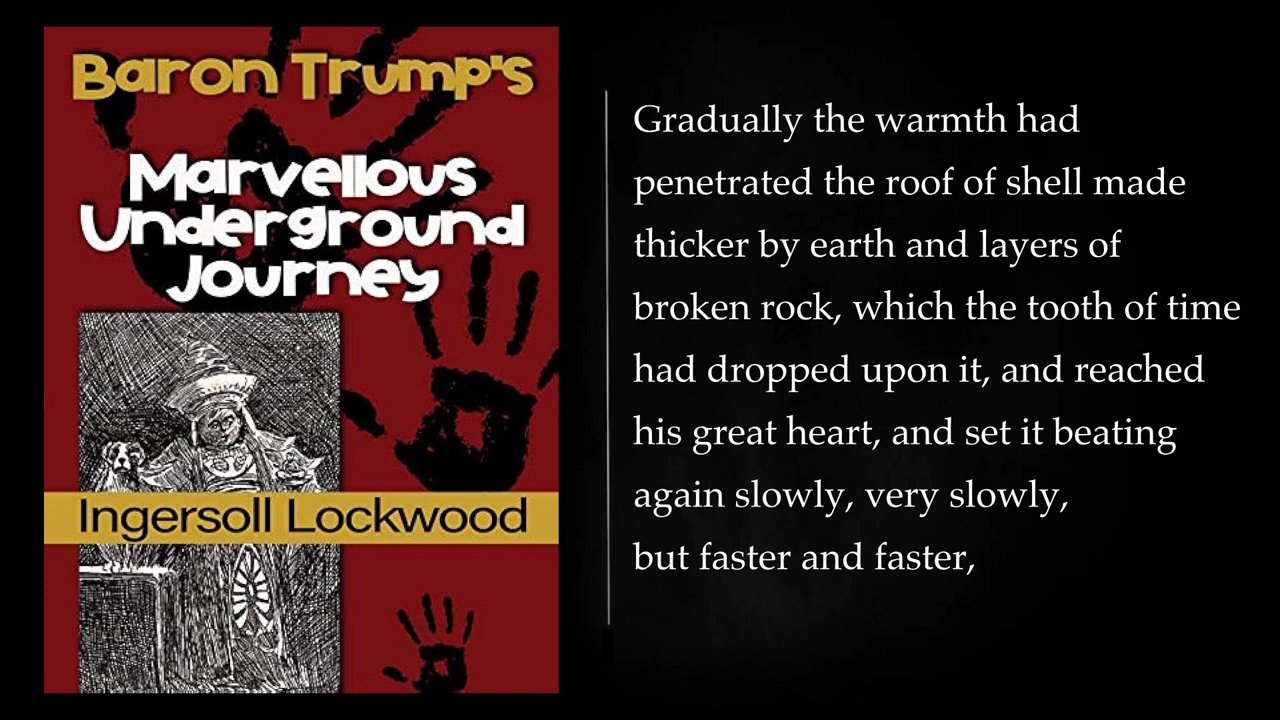 Baron Trump's
Marvellous
Underground
Journey
Ingersoll Lockwood
Gradually the warmth had
penetrated the roof of shell made
thicker by earth and layers of
broken rock, which the tooth of time
had dropped upon it, and reached
his great heart, and set it beating
again slowly, very slowly,
but faster and faster,